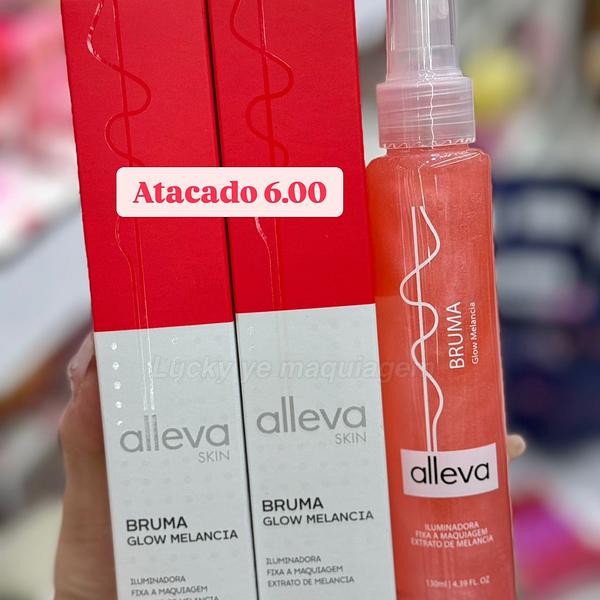 Atacado 6.00
Lucky ye maquiagem
alleva
SKIN
BRUMA
GLOW MELANCIA
ILUMINADORA
FIXA A MAQUIAGEM
EXTRATO DE MELANCIA
alleva
SKIN
BRUMA
GLOW MELANCIA
ILUMINADORA
FIXA A MAQUIAGEM
EXTRATO DE MELANCIA
BRUMA
Glow Melancia
alleva
ILUMINADORA
FIXA A MAQUIAGEM
EXTRATO DE MELANCIA
130ml | 4,39 FL. OZ